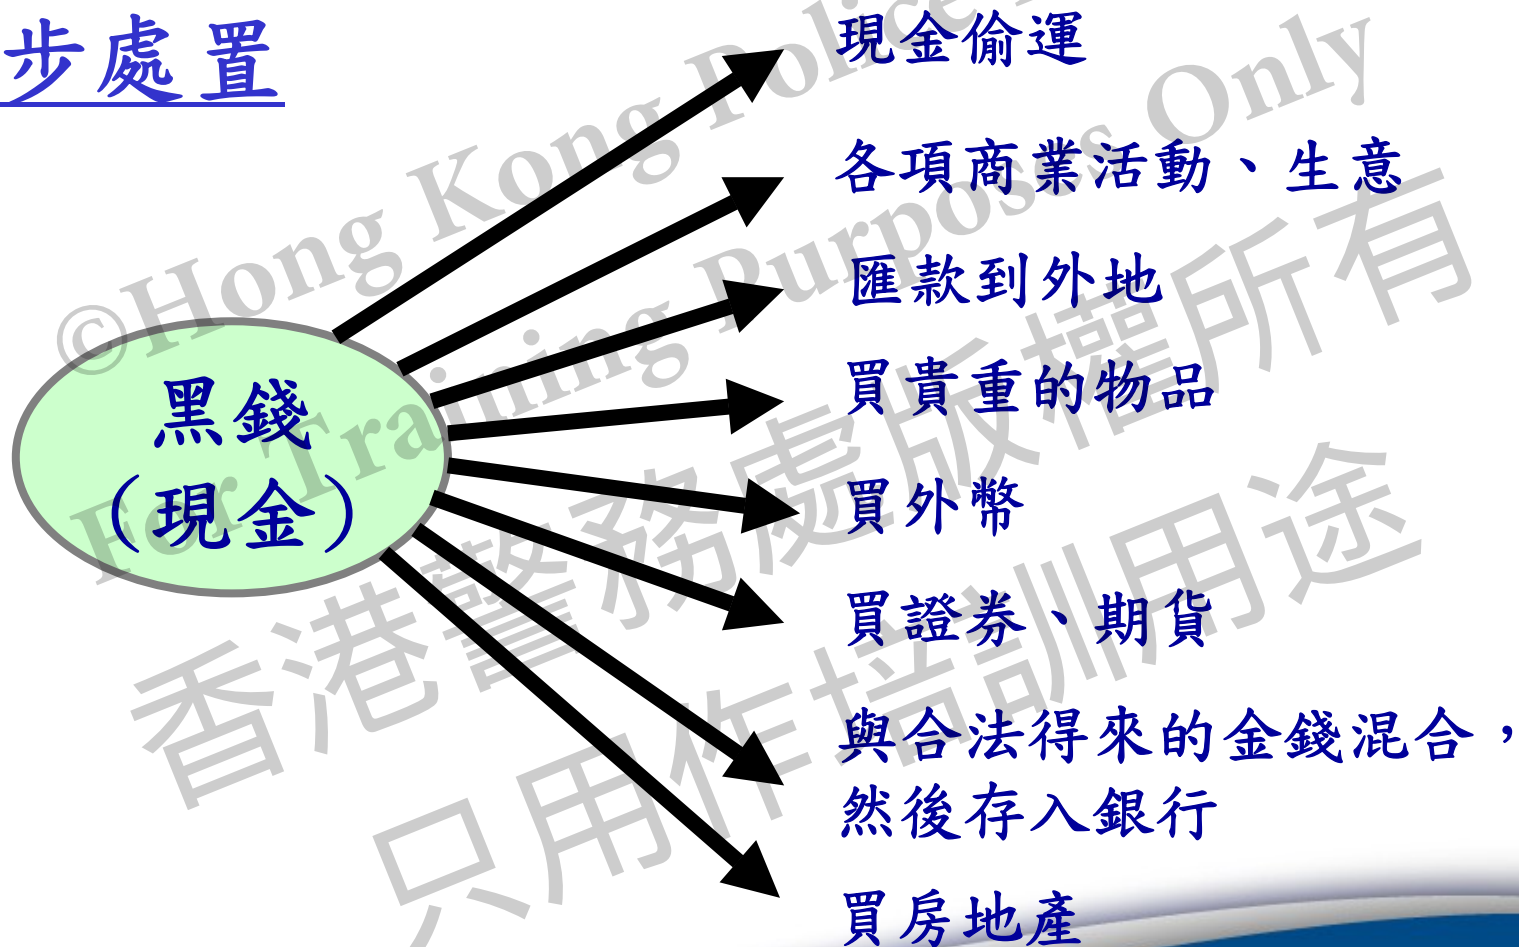 步處置
現金偷運
各項商業活動、生意
匯款到外地
黑錢
（現金）
買貴重的物品
買外幣
買證券、期貨
與合法得來的金錢混合，
然後存入銀行
買房地產
©Hong Kong Police
For Training Purposes Only
香港警務處版權所有
只用作培訓用途